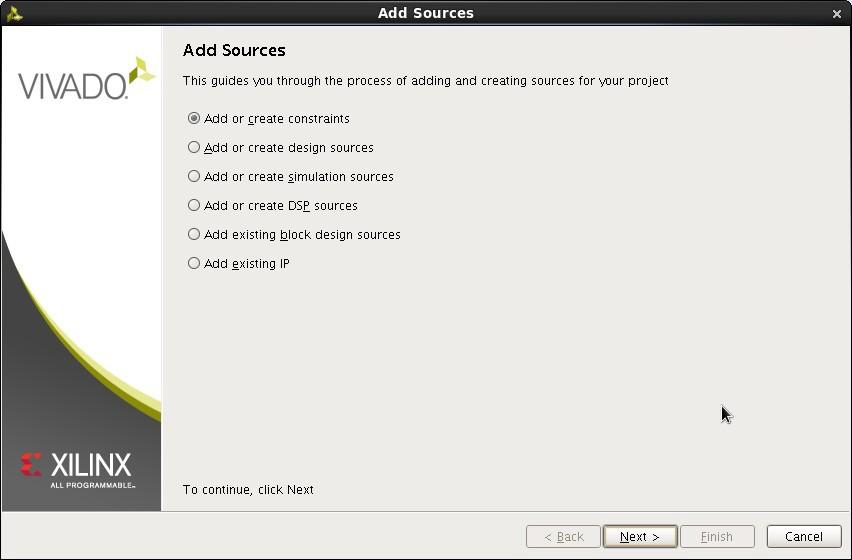 Add Sources
VIVADO.
Add Sources
This guides you through the process of adding and creating sources for your project
Add or create constraints
Add or create design sources
Add or create simulation sources
Add or create DSP sources
Add existing block design sources
Add existing IP
XILINX
ALL PROGRAMMABLE™
To continue, click Next
< Back
Next >
Finish
Cancel